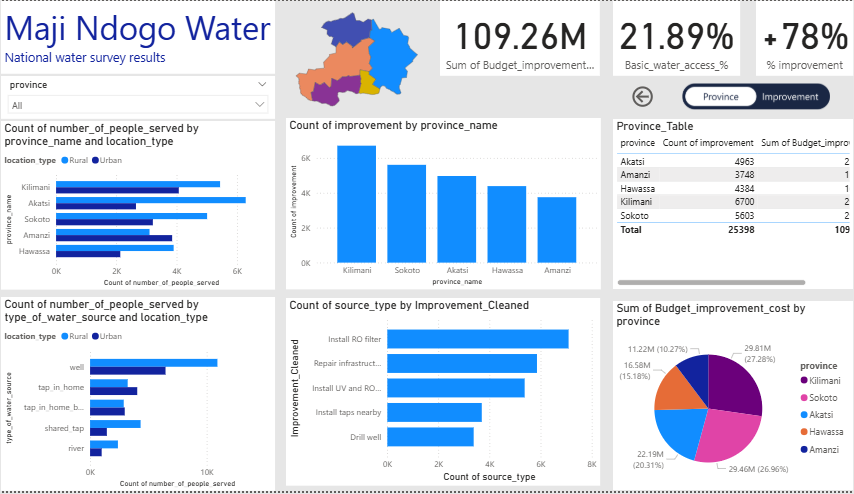 Maji Ndogo Water
National water survey results
109.26M
Sum of Budget_improvement...
21.89%
Basic_water_access_%
+78%
% improvement
province
All
Province
Improvement
Count of number_of_people_served by
province_name and location_type
location_type Rural Urban
province_name
Kilimani
Akatsi
Sokoto
Amanzi
Hawassa
0K 2K 4K 6K
Count of number_of_people_served
Count of improvement by province_name
Count of improvement
6K
4K
2K
0K
Kilimani Sokoto Akatsi Hawassa Amanzi
province_name
Province_Table
province Count of improvement Sum of Budget_improv
Akatsi 4963 2
Amanzi 3748 1
Hawassa 4384 1
Kilimani 6700 2
Sokoto 5603 2
Total 25398 109
Count of number_of_people_served by
type_of_water_source and location_type
location_type Rural Urban
type_of_water_source
well
tap_in_home
tap_in_home_b...
shared_tap
river
0K 10K
Count of number_of_people_served
Count of source_type by Improvement_Cleaned
Improvement_Cleaned
Install RO filter
Repair infrastruct...
Install UV and RO...
Install taps nearby
Drill well
0K 2K 4K 6K 8K
Count of source_type
Sum of Budget_improvement_cost by
province
11.22M (10.27%)
29.81M
(27.28%)
16.58M
(15.18%)
22.19M
(20.31%)
29.46M (26.96%)
province
Kilimani
Sokoto
Akatsi
Hawassa
Amanzi